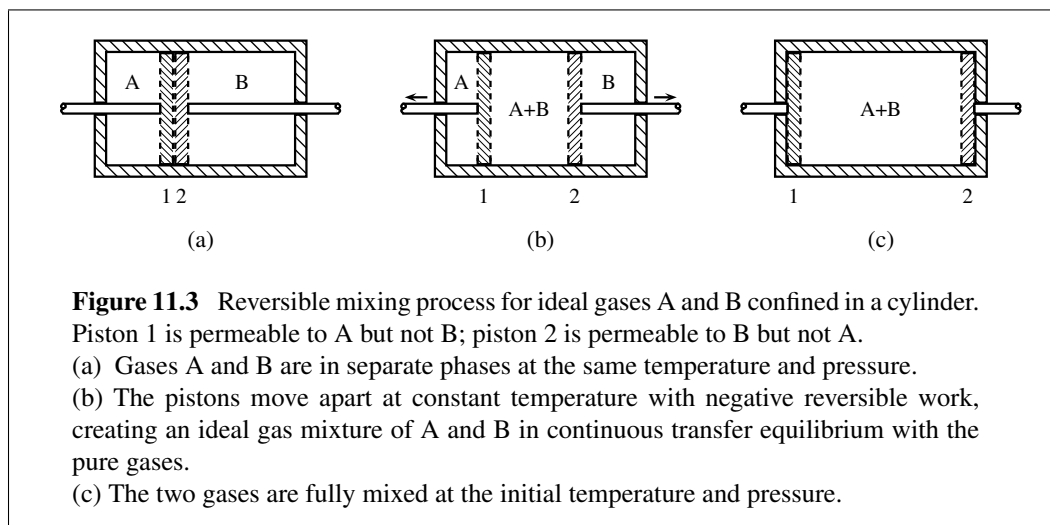 A B A A+B B A+B
1 2 1 2 1 2
(a) (b) (c)
Figure 11.3 Reversible mixing process for ideal gases A and B confined in a cylinder.
Piston 1 is permeable to A but not B; piston 2 is permeable to B but not A.
(a) Gases A and B are in separate phases at the same temperature and pressure.
(b) The pistons move apart at constant temperature with negative reversible work,
creating an ideal gas mixture of A and B in continuous transfer equilibrium with the
pure gases.
(c) The two gases are fully mixed at the initial temperature and pressure.